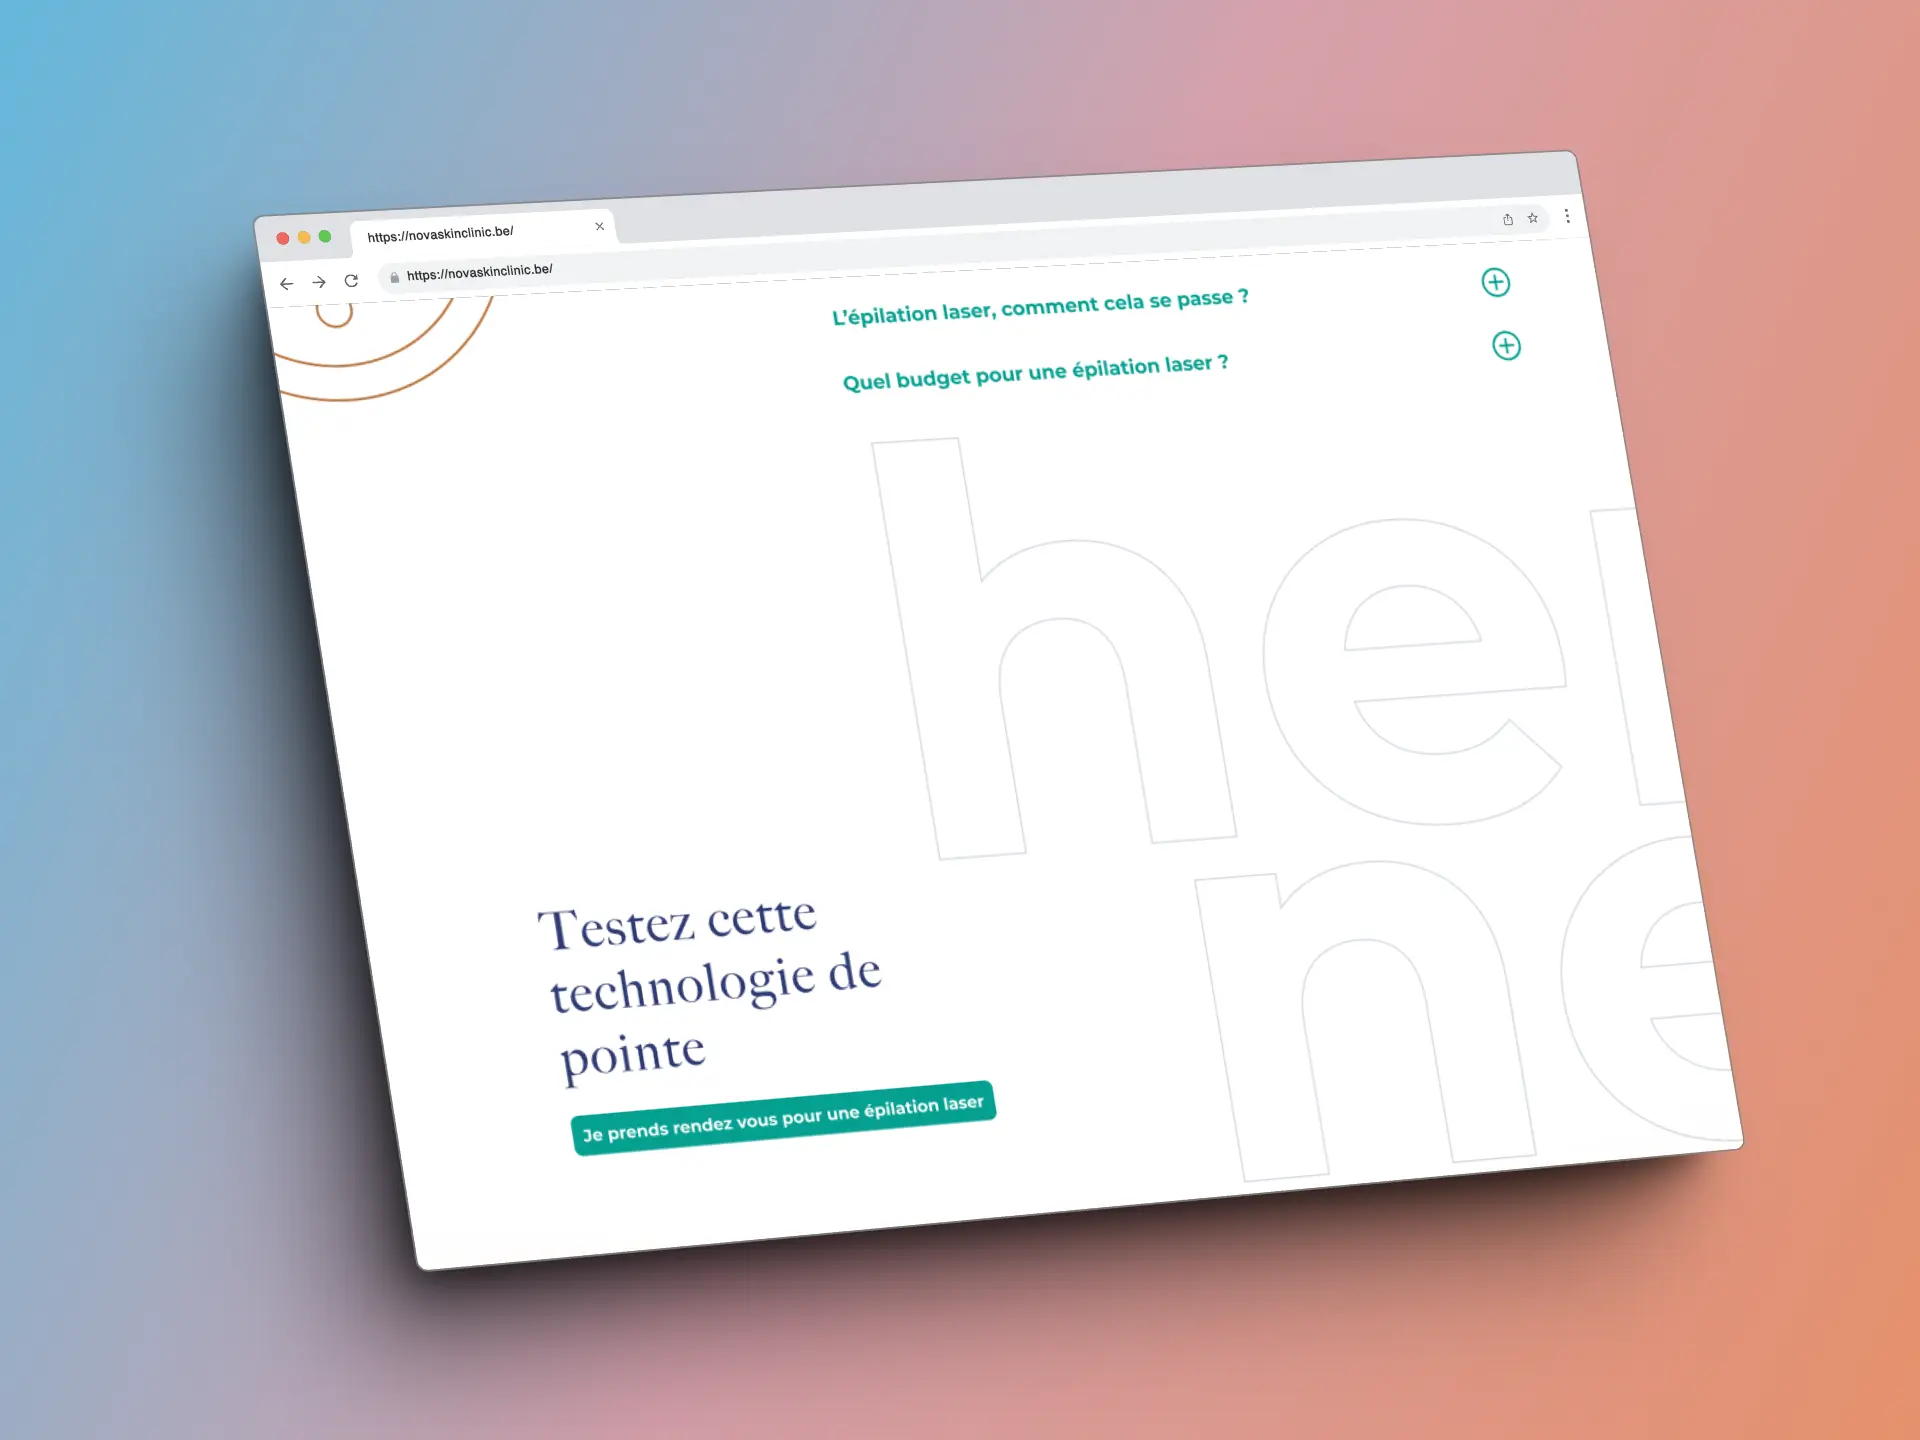 https://novaskinclinic.be/
https://novaskinclinic.be/
L'épilation laser, comment cela se passe ?
Quel budget pour une épilation laser ?
he
ne
Testez cette
technologie de
pointe
Je prends rendez vous pour une épilation laser